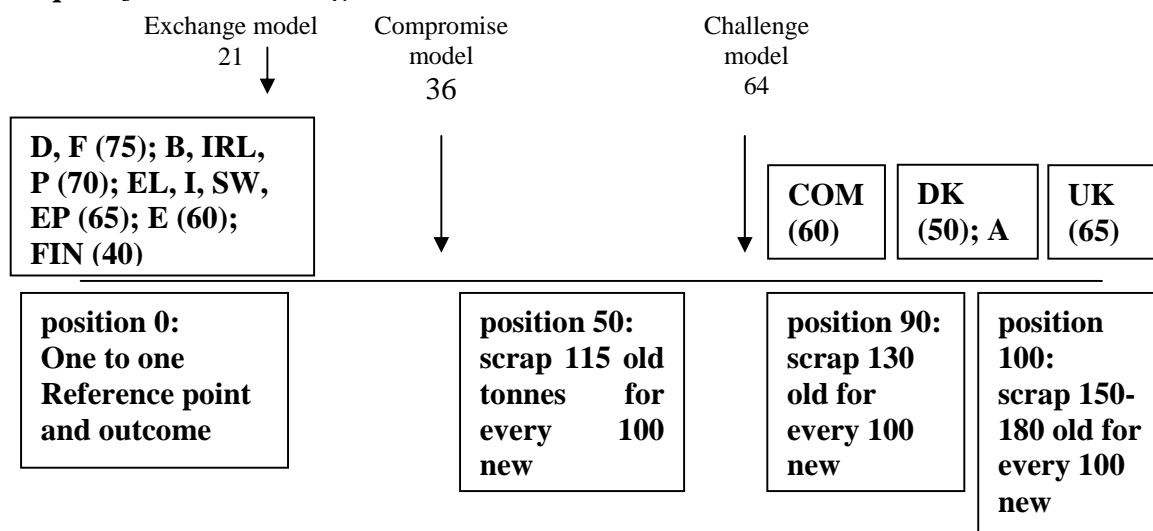 Exchange model
21
Compromise
model
36
Challenge
model
64
D, F (75); B, IRL,
P (70); EL, I, SW,
EP (65); E (60);
FIN (40)
COM
(60)
DK
(50); A
UK
(65)
position 0:
One to one
Reference point
and outcome
position 50:
scrap 115 old
tonnes for
every 100
new
position 90:
scrap 130
old for
every 100
new
position
100:
scrap 150-
180 old for
every 100
new